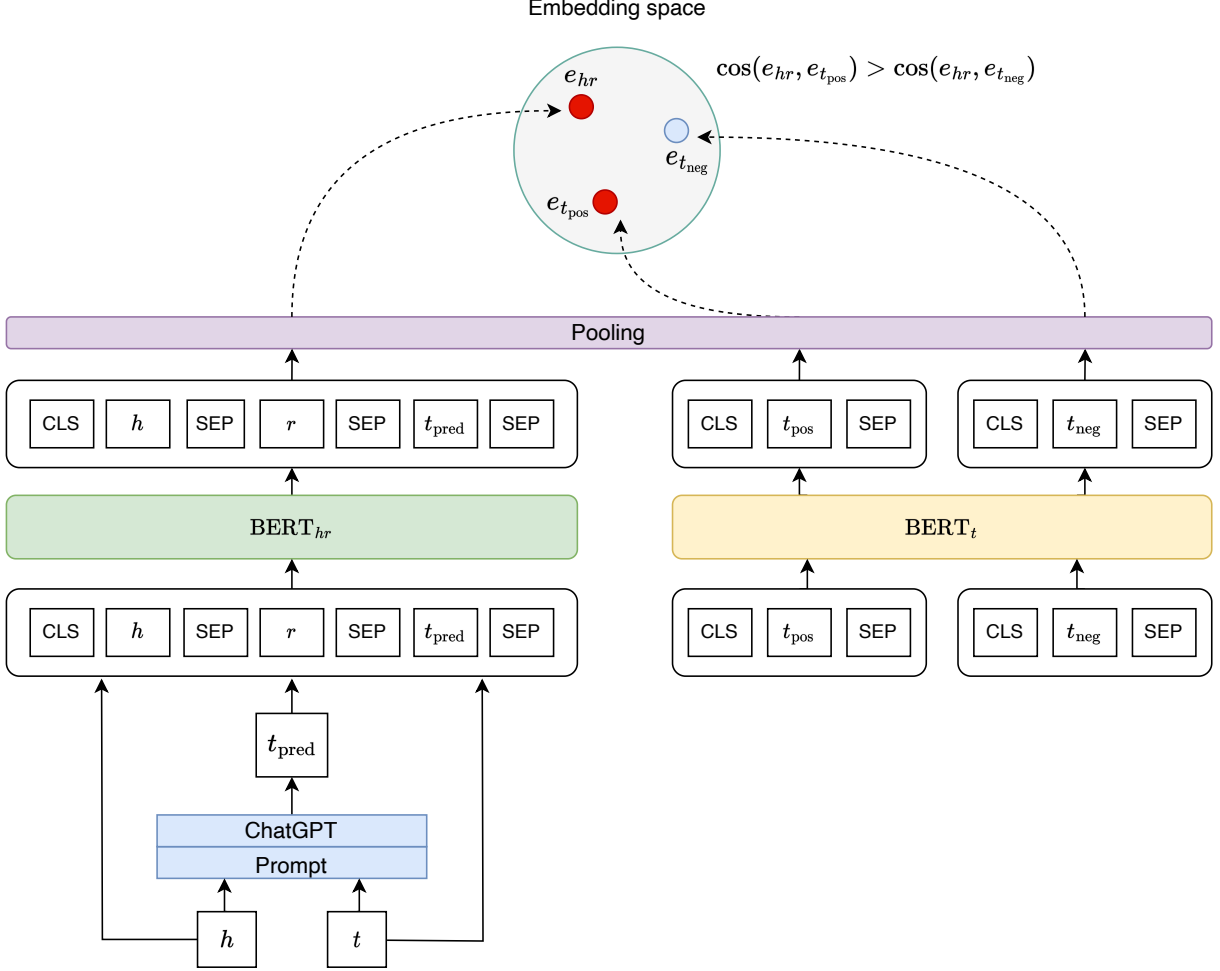 Embedding space
cos(e_hr, e_t_pos) > cos(e_hr, e_t_neg)
e_hr
e_t_neg
e_t_pos
Pooling
CLS h SEP r SEP t_pred SEP
CLS t_pos SEP
CLS t_neg SEP
BERT_hr
BERT_t
CLS h SEP r SEP t_pred SEP
CLS t_pos SEP
CLS t_neg SEP
t_pred
ChatGPT
Prompt
h
t